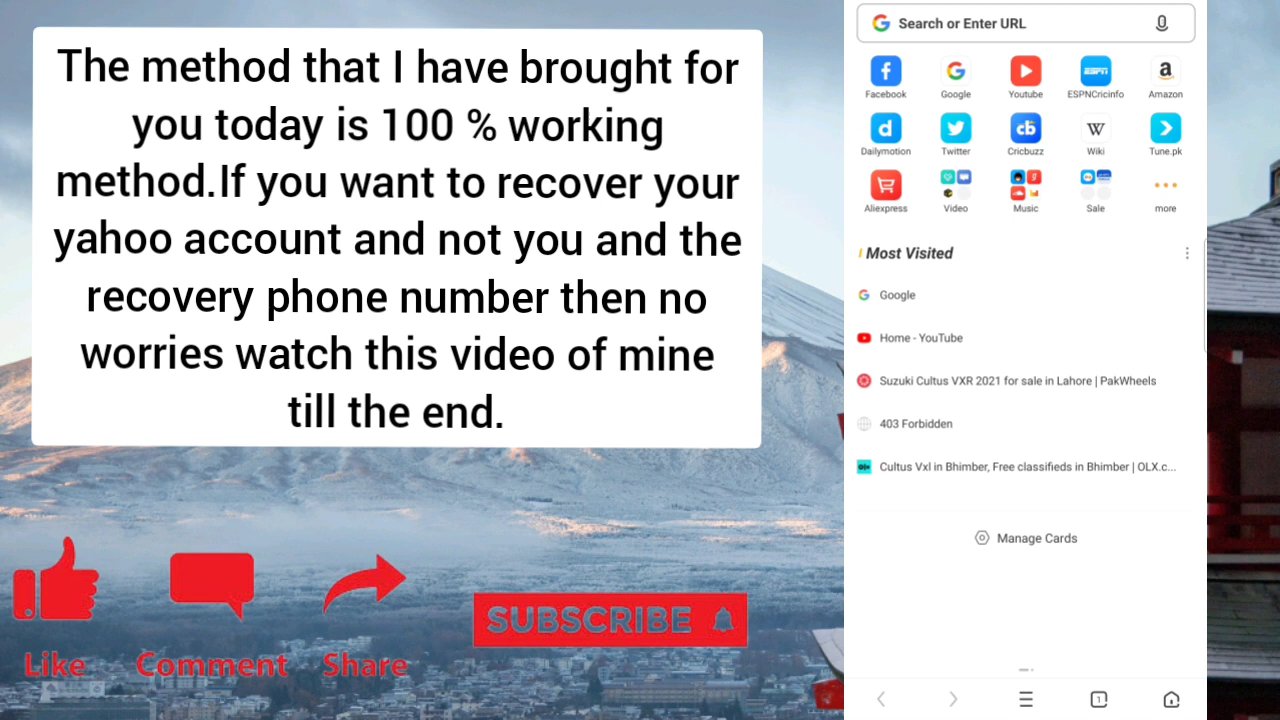 The method that I have brought for
you today is 100 % working
method.If you want to recover your
yahoo account and not you and the
recovery phone number then no
worries watch this video of mine
till the end.
Like
Comment
Share
SUBSCRIBE
Search or Enter URL
Facebook
Google
Youtube
ESPNCricinfo
Amazon
Dailymotion
Twitter
Cricbuzz
Wiki
Tune.pk
Aliexpress
Video
Music
Sale
more
Most Visited
Google
Home - YouTube
Suzuki Cultus VXR 2021 for sale in Lahore | PakWheels
403 Forbidden
Cultus Vxl in Bhimber, Free classifieds in Bhimber | OLX.c...
Manage Cards
1